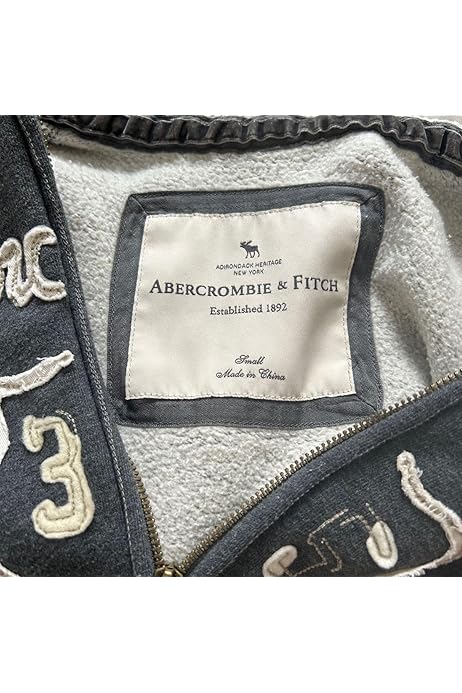 ADIRONDACK HERITAGE
NEW YORK
ABERCROMBIE & FITCH
Established 1892
Small
Made in China
3